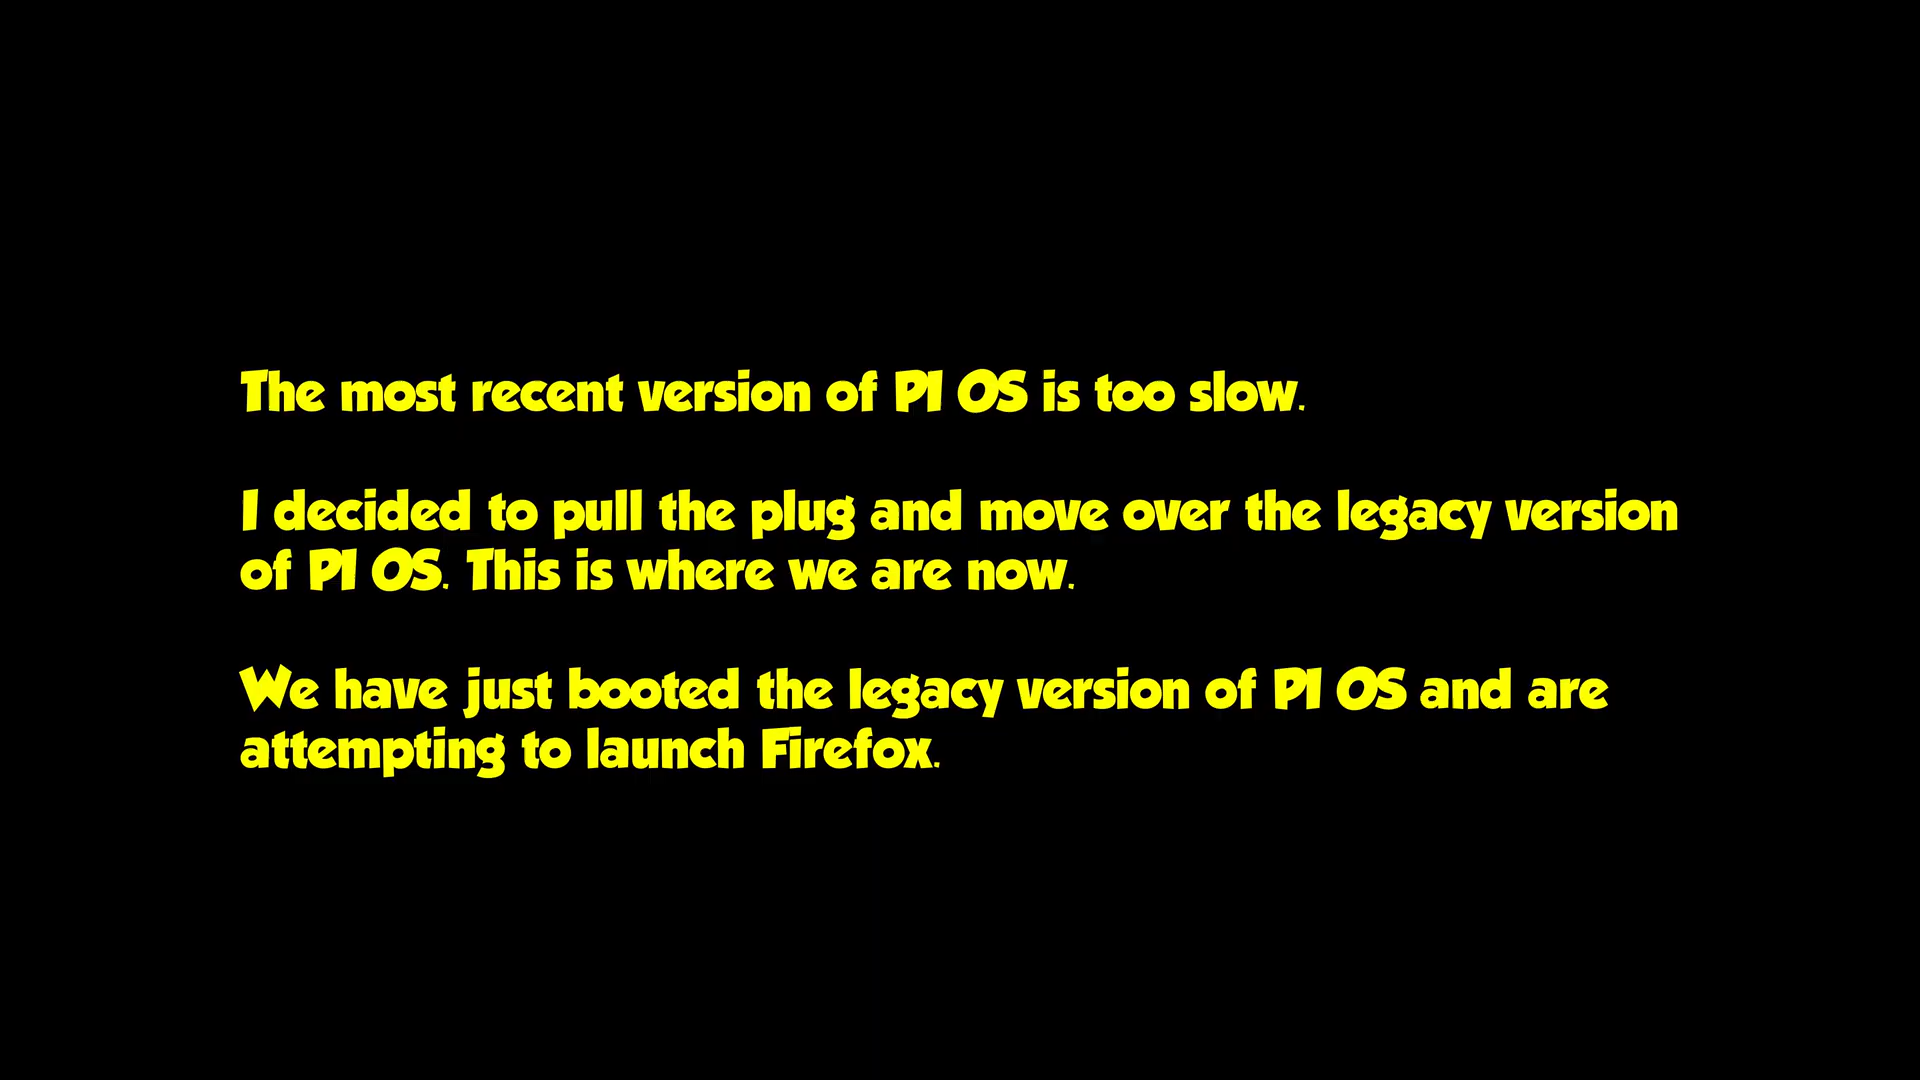 The most recent version of PI OS is too slow.
I decided to pull the plug and move over the legacy version
of PI OS. This is where we are now.
We have just booted the legacy version of PI OS and are
attempting to launch Firefox.